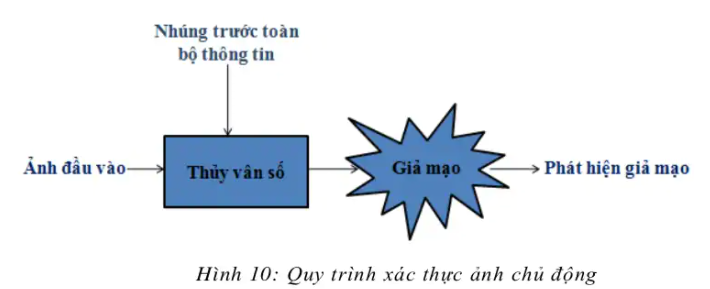 Nhúng trước toàn
bộ thông tin
Ảnh đầu vào
Thủy vân số
Giả mạo
Phát hiện giả mạo
Hình 10: Quy trình xác thực ảnh chủ động